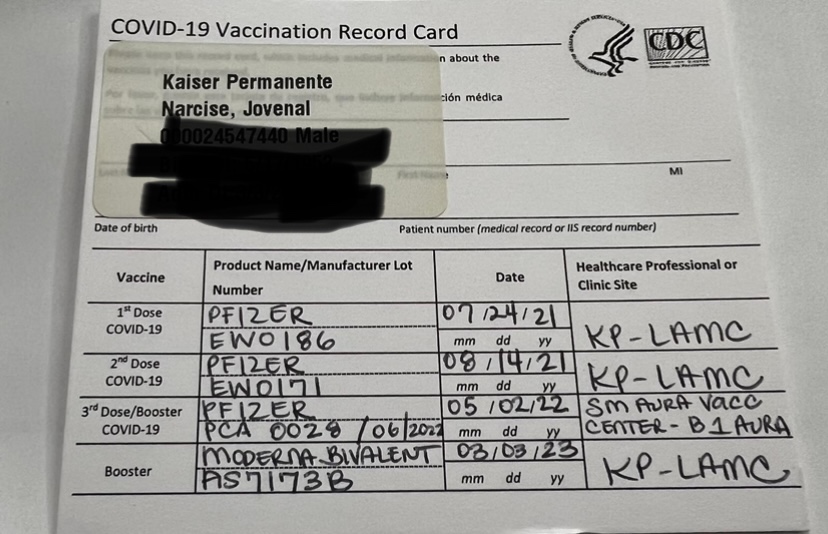 COVID-19 Vaccination Record Card
CDC
n about the
Kaiser Permanente
Narcise, Jovenal
ción médica
000024547440 Male
MI
Date of birth
Patient number (medical record or IIS record number)
Vaccine
Product Name/Manufacturer Lot Number
Date
Healthcare Professional or Clinic Site
1st Dose COVID-19
PFIZER
EW0186
07/24/21
mm dd yy
KP-LAMC
2nd Dose COVID-19
PFIZER
EW0171
08/14/21
mm dd yy
KP-LAMC
3rd Dose/Booster COVID-19
PFIZER
PCA 0028 /06/2022
05/02/22
mm dd yy
SM AURA VACC
CENTER-B1 AURA
Booster
MODERNA BIVALENT
AS7173B
03/03/23
mm dd yy
KP-LAMC